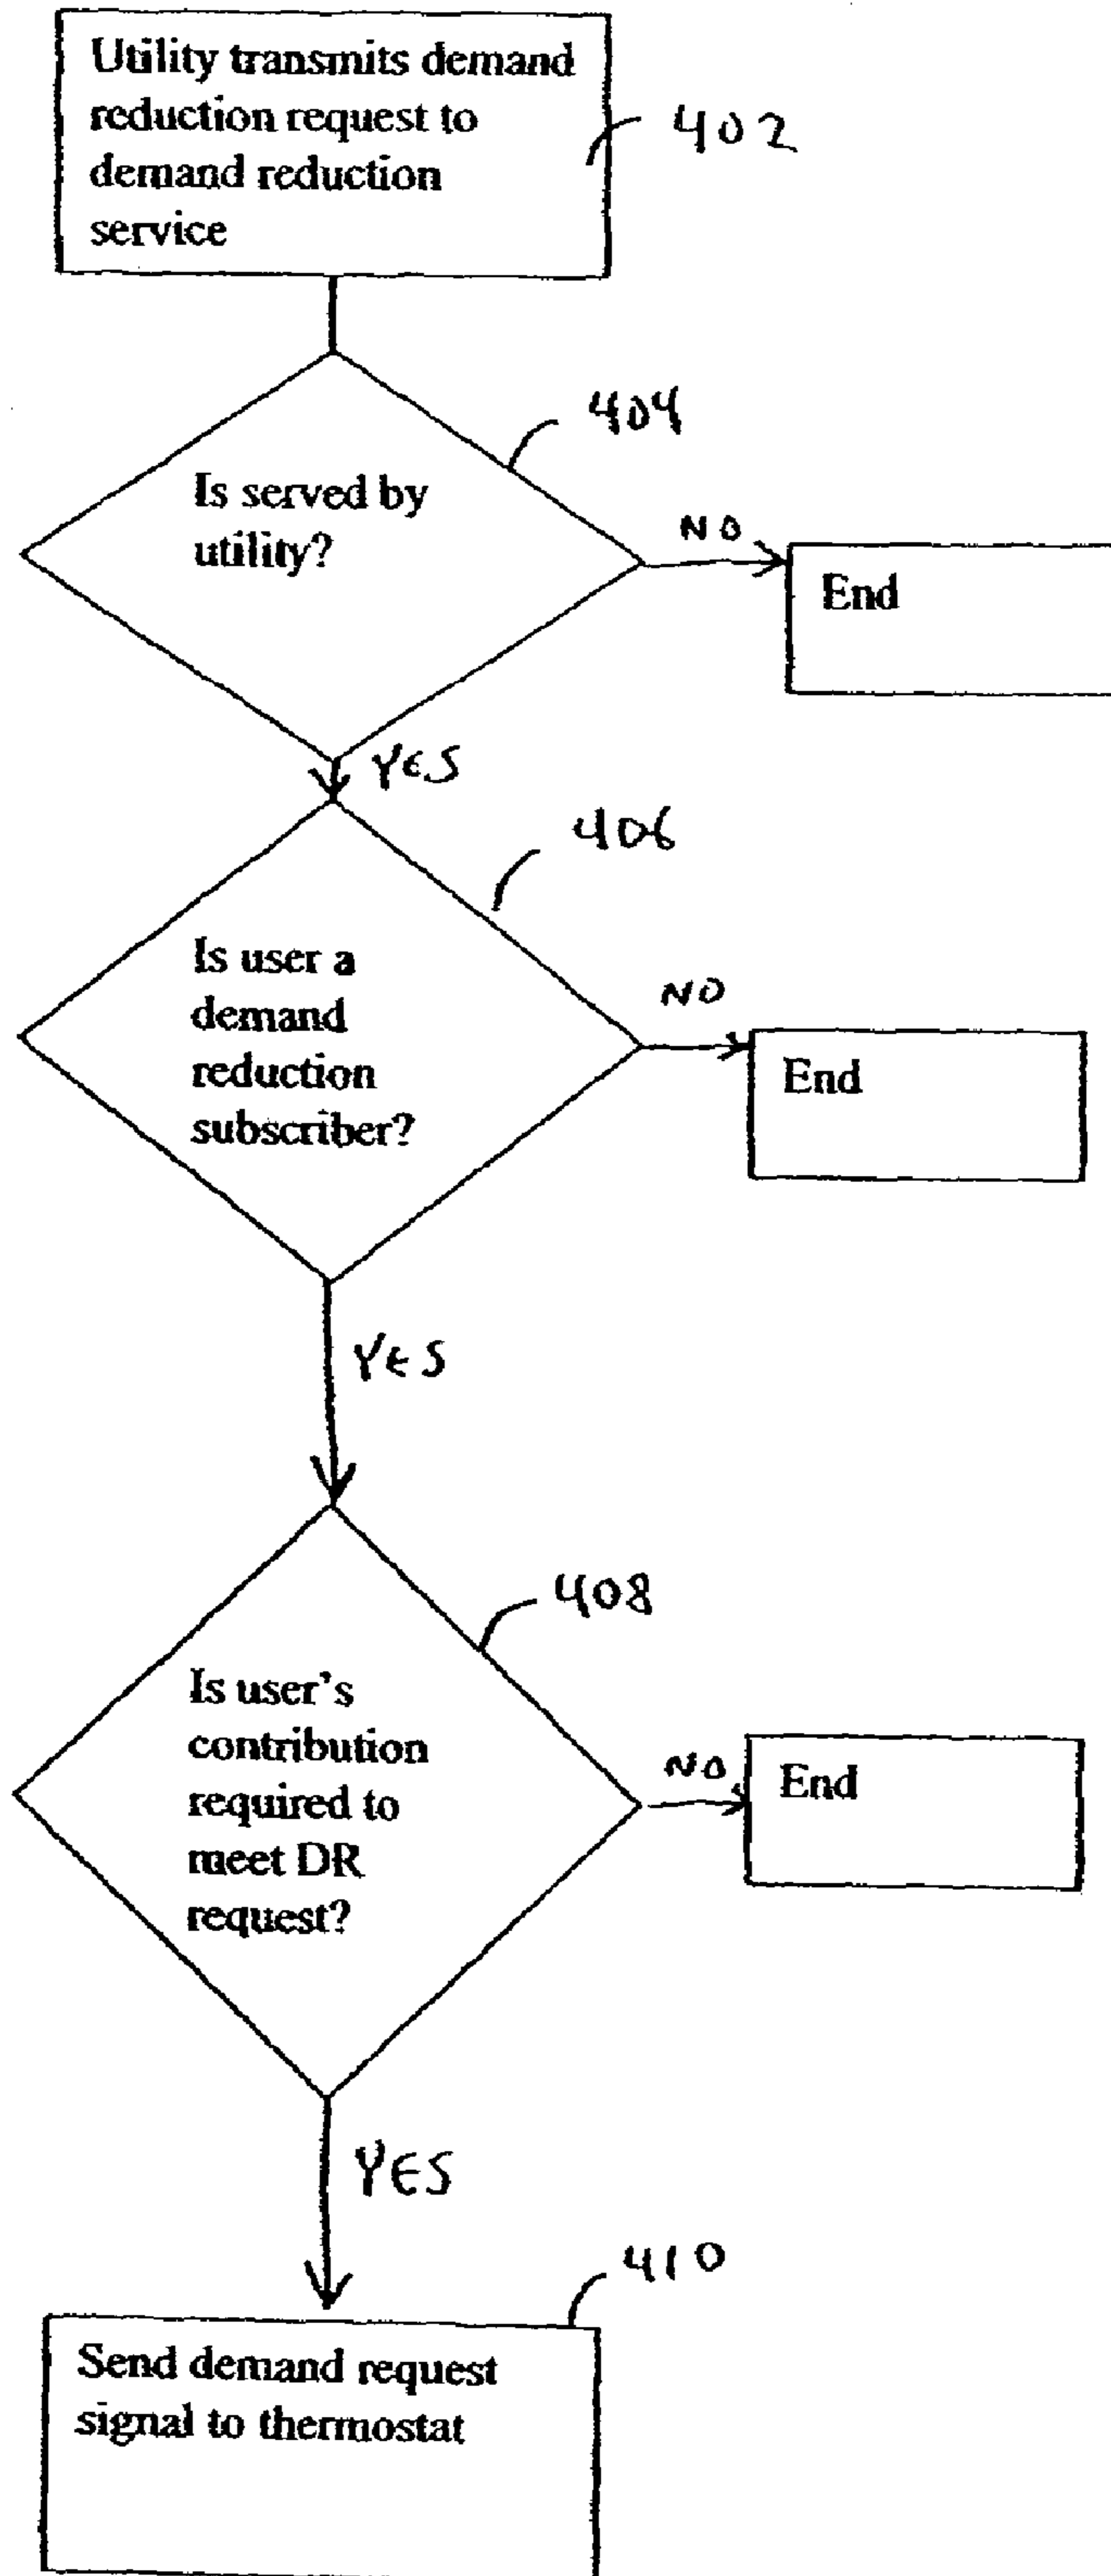 Utility transmits demand
reduction request to
demand reduction
service
402
404
Is served by
utility?
NO
End
YES
406
Is user a
demand
reduction
subscriber?
NO
End
YES
408
Is user's
contribution
required to
meet DR
request?
NO
End
YES
410
Send demand request
signal to thermostat